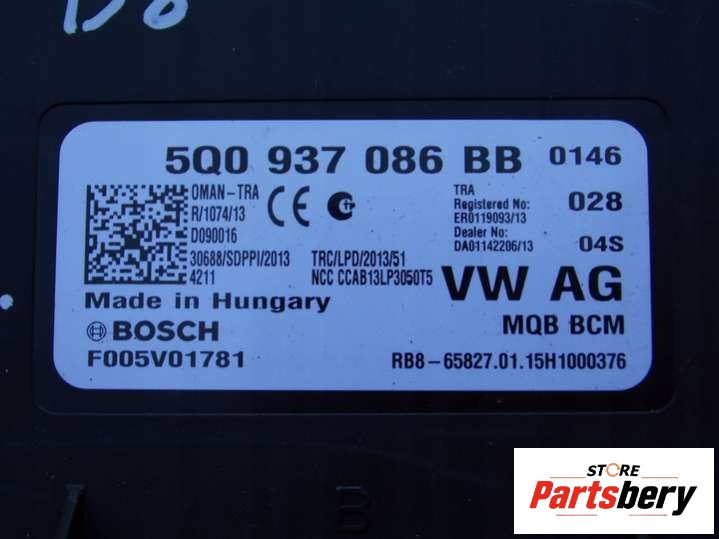 B8
5Q0 937 086 BB 0146
OMAN-TRA
R/1074/13
D090016
CE
TRA
Registered No:
ER0119093/13
Dealer No:
DA01142206/13
028
04S
30688/SDPPI/2013
4211
TRC/LPD/2013/51
NCC CCAB13LP3050T5
VW AG
Made in Hungary
BOSCH
MQB BCM
F005V01781
RB8-65827.01.15H1000376
B
STORE
Partsbery